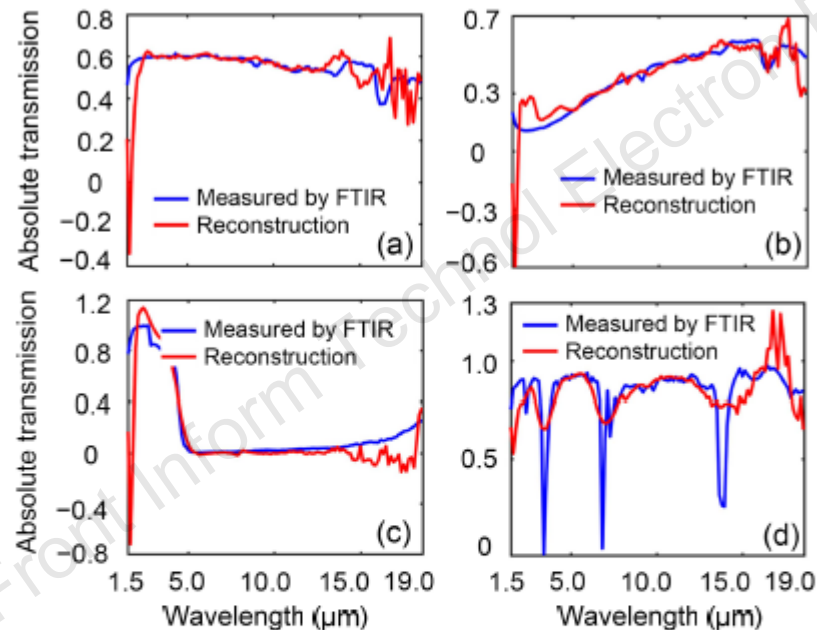 Absolute transmission
0.8
0.6
0.4
0.2
0
−0.2
−0.4
Measured by FTIR
Reconstruction
(a)
0.7
0.3
0
−0.3
−0.6
Measured by FTIR
Reconstruction
(b)
Absolute transmission
1.2
0.8
0.4
0
−0.8
Measured by FTIR
Reconstruction
(c)
1.5 5.0 10.0 15.0 19.0
Wavelength (μm)
1.3
1.0
0.5
0
Measured by FTIR
Reconstruction
(d)
1.5 5.0 10.0 15.0 19.0
Wavelength (μm)
Front Inform Technol Electron